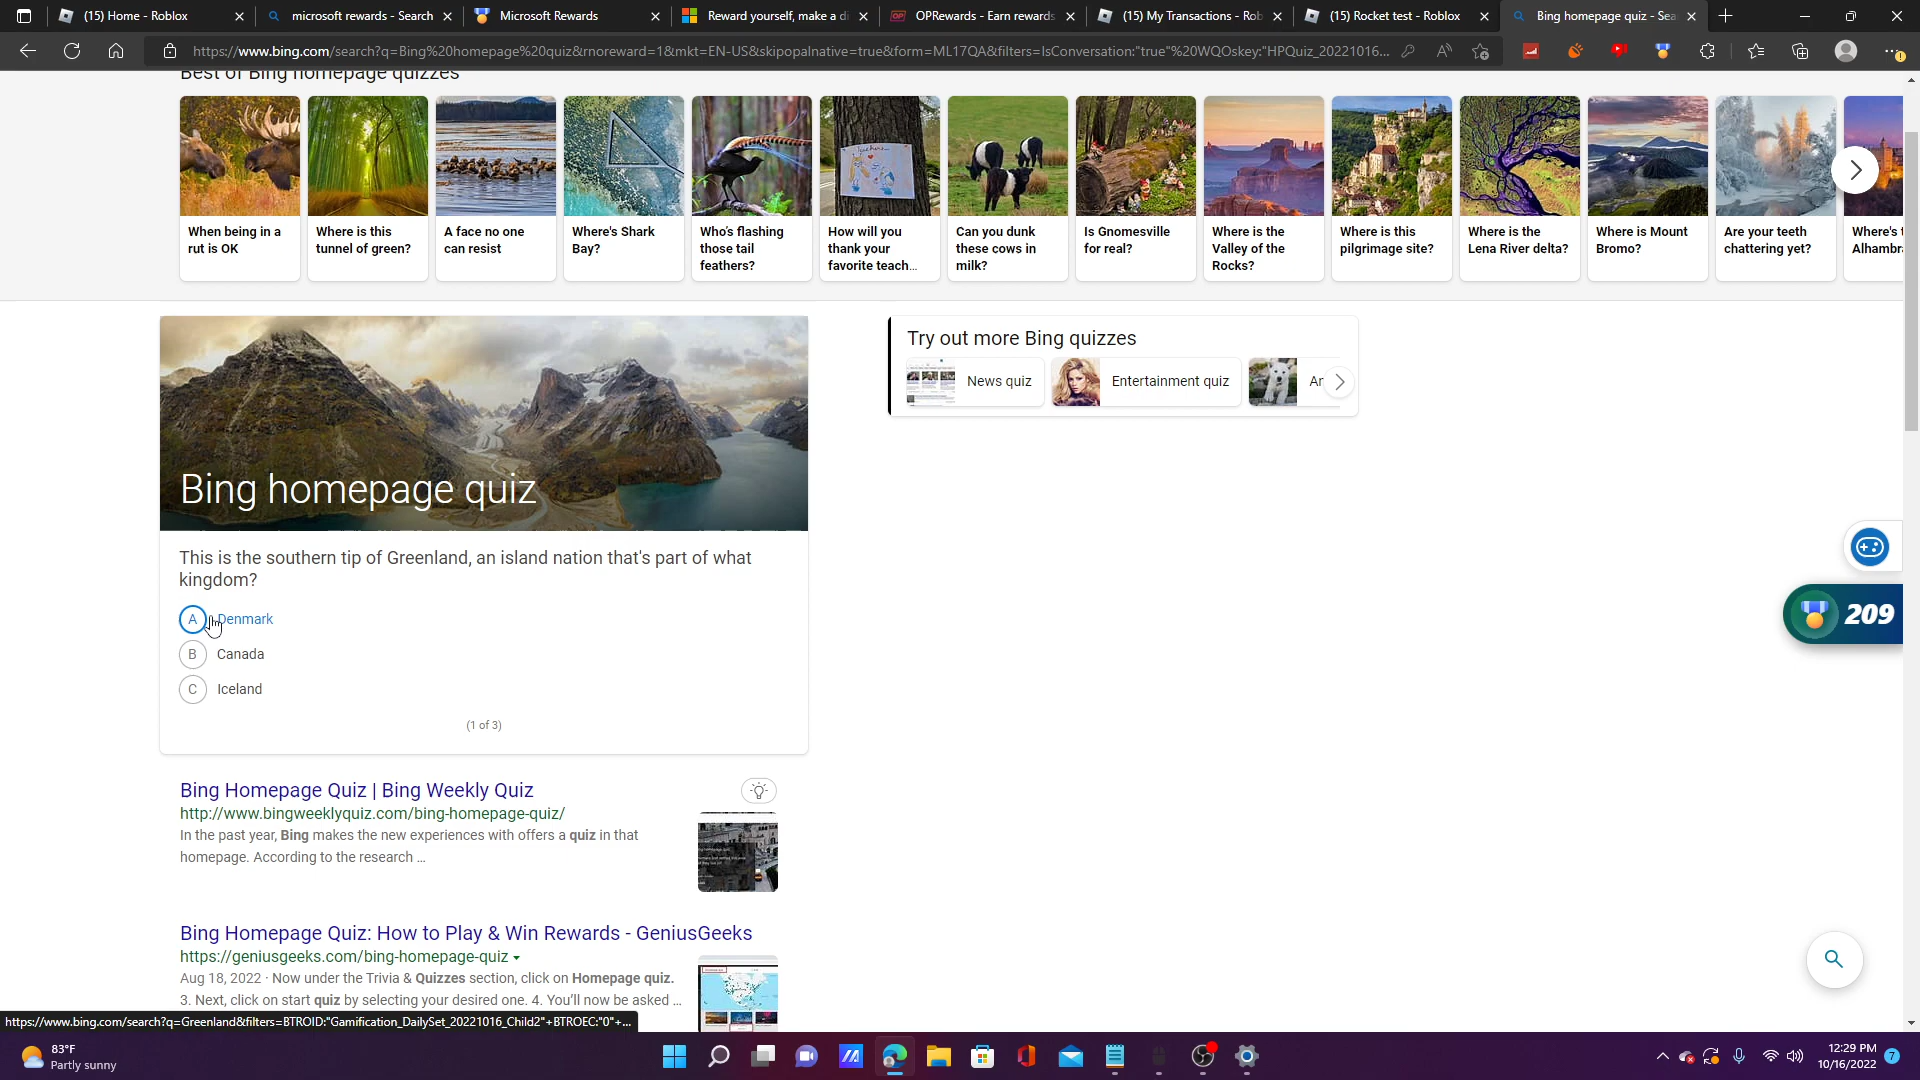 (15) Home - Roblox
microsoft rewards - Search
Microsoft Rewards
Reward yourself, make a di
OPRewards - Earn rewards
(15) My Transactions - Rob
(15) Rocket test - Roblox
Bing homepage quiz - Sea
https://www.bing.com/search?q=Bing%20homepage%20quiz&rnoreward=1&mkt=EN-US&skipopalnative=true&form=ML17QA&filters=IsConversation:"true"%20WQOskey:"HPQuiz_20221016...
Best of Bing homepage quizzes
When being in a
rut is OK
Where is this
tunnel of green?
A face no one
can resist
Where's Shark
Bay?
Who's flashing
those tail
feathers?
How will you
thank your
favorite teach...
Can you dunk
these cows in
milk?
Is Gnomesville
for real?
Where is the
Valley of the
Rocks?
Where is this
pilgrimage site?
Where is the
Lena River delta?
Where is Mount
Bromo?
Are your teeth
chattering yet?
Where's t
Alhambra
Bing homepage quiz
Try out more Bing quizzes
News quiz
Entertainment quiz
Ar
This is the southern tip of Greenland, an island nation that's part of what
kingdom?
A Denmark
B Canada
C Iceland
(1 of 3)
209
Bing Homepage Quiz | Bing Weekly Quiz
http://www.bingweeklyquiz.com/bing-homepage-quiz/
In the past year, Bing makes the new experiences with offers a quiz in that
homepage. According to the research ...
Bing Homepage Quiz: How to Play & Win Rewards - GeniusGeeks
https://geniusgeeks.com/bing-homepage-quiz
Aug 18, 2022 · Now under the Trivia & Quizzes section, click on Homepage quiz.
3. Next, click on start quiz by selecting your desired one. 4. You'll now be asked ...
https://www.bing.com/search?q=Greenland&filters=BTROID:"Gamification_DailySet_20221016_Child2"+BTROEC:"0"+...
83°F
Partly sunny
12:29 PM
10/16/2022
7